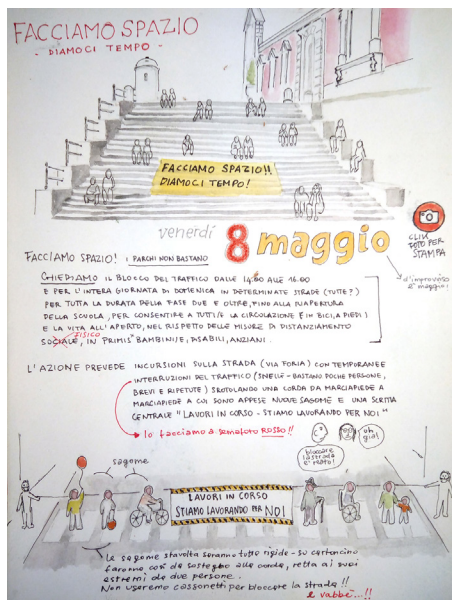 FACCIAMO SPAZIO
- DIAMOCI TEMPO -
FACCIAMO SPAZIO!!
DIAMOCI TEMPO!
venerdí 8 maggio
CLIK
FOTO PER
STAMPA
d'improvviso
è maggio!
FACCIAMO SPAZIO! I PARCHI NON BASTANO
CHIEDIAMO IL BLOCCO DEL TRAFFICO DALLE 14.00 ALLE 16.00
E PER L'INTERA GIORNATA DI DOMENICA IN DETERMINATE STRADE (TUTTE?)
PER TUTTA LA DURATA DELLA FASE DUE E OLTRE, FINO ALLA RIAPERTURA
DELLA SCUOLA, PER CONSENTIRE A TUTTI/E LA CIRCOLAZIONE (IN BICI, A PIEDI)
E LA VITA ALL'APERTO, NEL RISPETTO DELLE MISURE DI DISTANZIAMENTO
FISICO
SOCIALE, IN PRIMIS BAMBINI/E, DISABILI, ANZIANI.
L'AZIONE PREVEDE INCURSIONI SULLA STRADA (VIA FORIA) CON TEMPORANEE
INTERRUZIONI DEL TRAFFICO (SNELLE - BASTANO POCHE PERSONE,
BREVI E RIPETUTE) SROTOLANDO UNA CORDA DA MARCIAPIEDE A
MARCIAPIEDE A CUI SONO APPESE NUOVE SAGOME E UNA SCRITTA
CENTRALE "LAVORI IN CORSO - STIAMO LAVORANDO PER NOI"
lo facciamo a semaforo ROSSO!!
oh
già!
bloccare
la strada
è reato!
sagome
LAVORI IN CORSO
STIAMO LAVORANDO PER NOI
Le sagome stavolta saranno tutte rigide - su cartoncino
faranno così da sostegno alla corda, retta ai suoi
estremi da due persone.
Non useremo cassonetti per bloccare la strada!!
e vabbè...!!